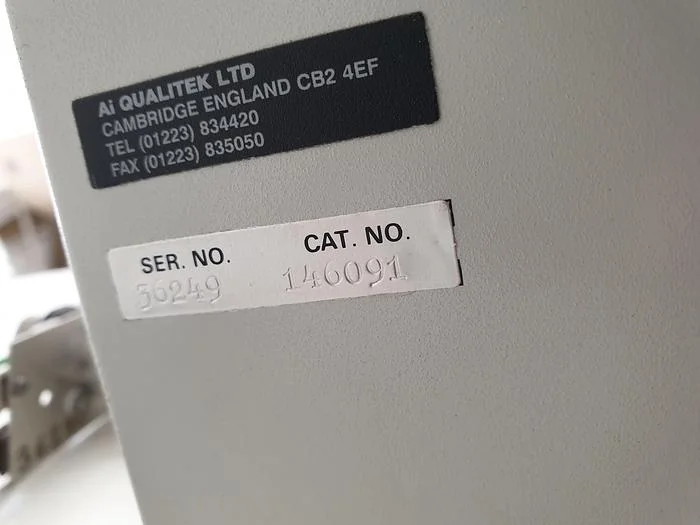 Ai QUALITEK LTD
CAMBRIDGE ENGLAND CB2 4EF
TEL (01223) 834420
FAX (01223) 835050
SER. NO. CAT. NO.
36249 146091